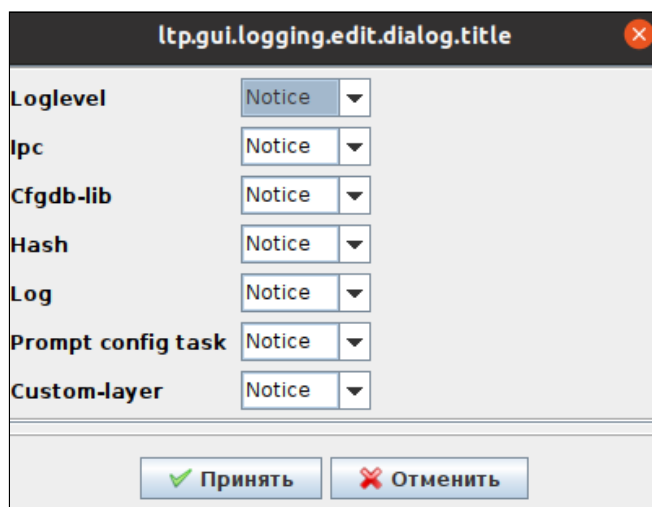 ltp.gui.logging.edit.dialog.title
Loglevel Notice
Ipc Notice
Cfgdb-lib Notice
Hash Notice
Log Notice
Prompt config task Notice
Custom-layer Notice
Принять Отменить